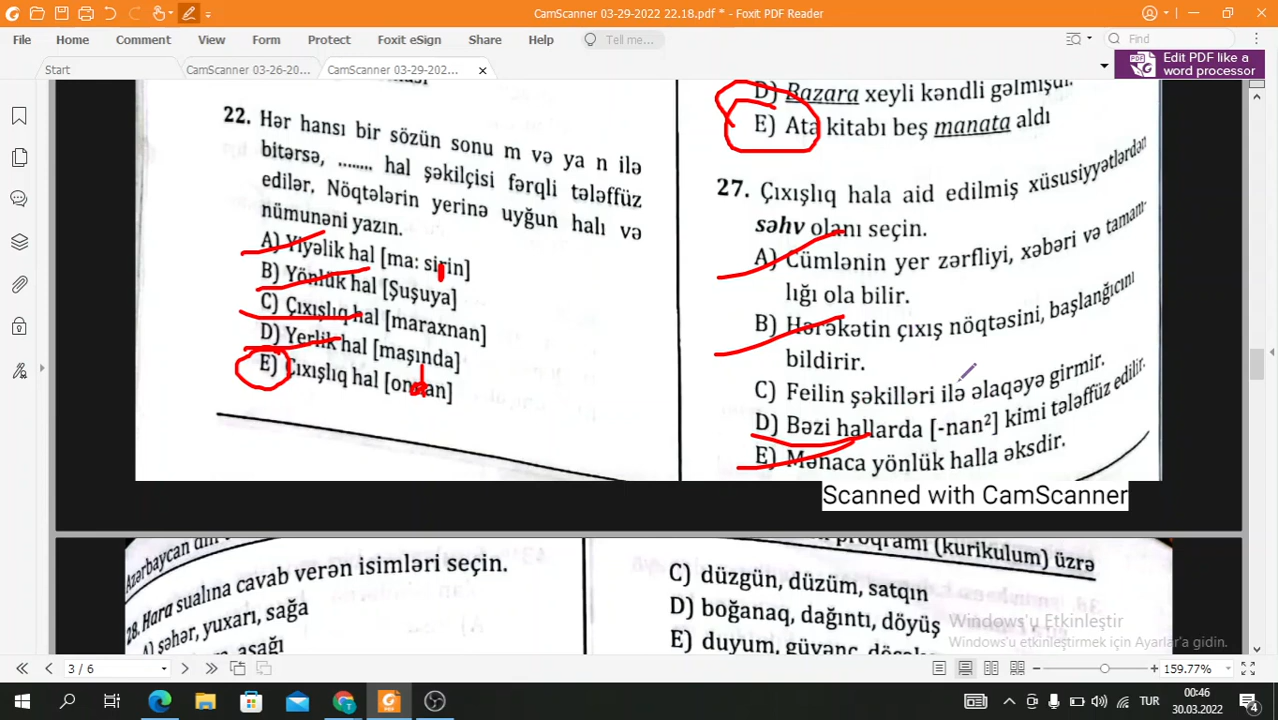 CamScanner 03-29-2022 22.18.pdf * - Foxit PDF Reader
File Home Comment View Form Protect Foxit eSign Share Help Tell me... Find
Start CamScanner 03-26-20... CamScanner 03-29-202...
Edit PDF like a
word processor
22. Hər hansı bir sözün sonu m və ya n ilə
bitərsə, ........ hal şəkilçisi fərqli tələffüz
edilər. Nöqtələrin yerinə uyğun halı və
nümunəni yazın.
A) Yiyəlik hal [ma: sirin]
B) Yönlük hal [Şuşuya]
C) Çıxışlıq hal [maraxnan]
D) Yerlik hal [maşında]
E) Çıxışlıq hal [onnan]
D) Bazara xeyli kəndli gəlmişdi.
E) Ata kitabı beş manata aldı
27. Çıxışlıq hala aid edilmiş xüsusiyyətlərdən
səhv olanı seçin.
A) Cümlənin yer zərfliyi, xəbəri və tamam-
lığı ola bilir.
B) Hərəkətin çıxış nöqtəsini, başlanğıcını
bildirir.
C) Feilin şəkilləri ilə əlaqəyə girmir.
D) Bəzi hallarda [-nan²] kimi tələffüz edilir.
E) Mənaca yönlük halla əksdir.
Scanned with CamScanner
Azərbaycan dili
28. Hara sualına cavab verən isimləri seçin.
A) şəhər, yuxarı, sağa
aşağı
proqramı (kurikulum) üzrə
C) düzgün, düzüm, satqın
D) boğanaq, dağıntı, döyüş
E) duyum, güvənc,
Windows'u Etkinleştir
Windows'u etkinleştirmek için Ayarlar'a gidin.
3 / 6
159.77%
TUR
00:46
30.03.2022
4